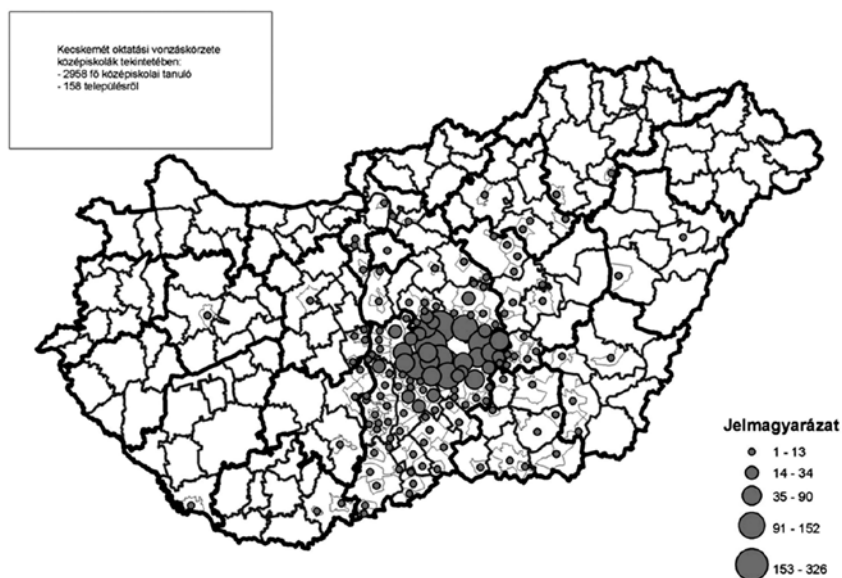 Kecskemét oktatási vonzáskörzete
középiskolák tekintetében:
- 2958 fő középiskolai tanuló
- 158 településről
Jelmagyarázat
1 - 13
14 - 34
35 - 90
91 - 152
153 - 326